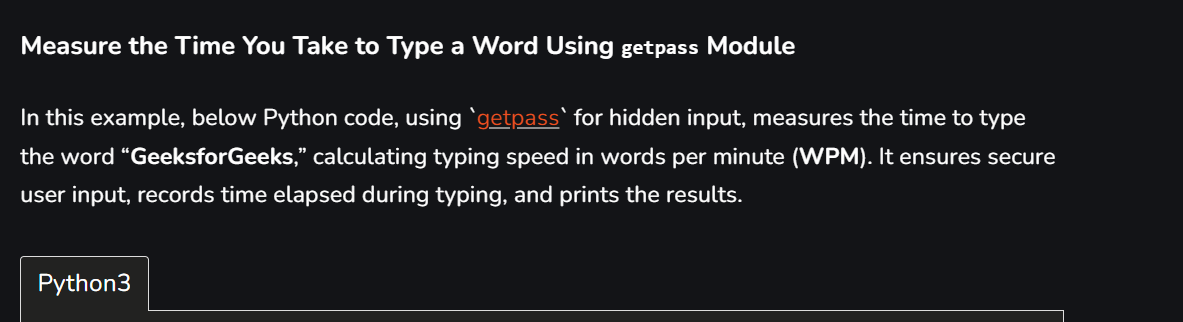 Measure the Time You Take to Type a Word Using getpass Module
In this example, below Python code, using `getpass` for hidden input, measures the time to type
the word “GeeksforGeeks,” calculating typing speed in words per minute (WPM). It ensures secure
user input, records time elapsed during typing, and prints the results.
Python3